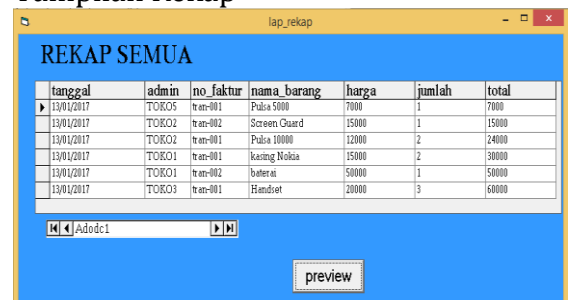 Tampilan Rekap
lap_rekap
REKAP SEMUA
tanggal admin no_faktur nama_barang harga jumlah total
13/01/2017 TOKO5 tran-001 Pulsa 5000 7000 1 7000
13/01/2017 TOKO2 tran-002 Screen Guard 15000 1 15000
13/01/2017 TOKO2 tran-001 Pulsa 10000 12000 2 24000
13/01/2017 TOKO1 tran-001 kasing Nokia 15000 2 30000
13/01/2017 TOKO1 tran-002 baterai 50000 1 50000
13/01/2017 TOKO3 tran-001 Handset 20000 3 60000
Adodc1
preview